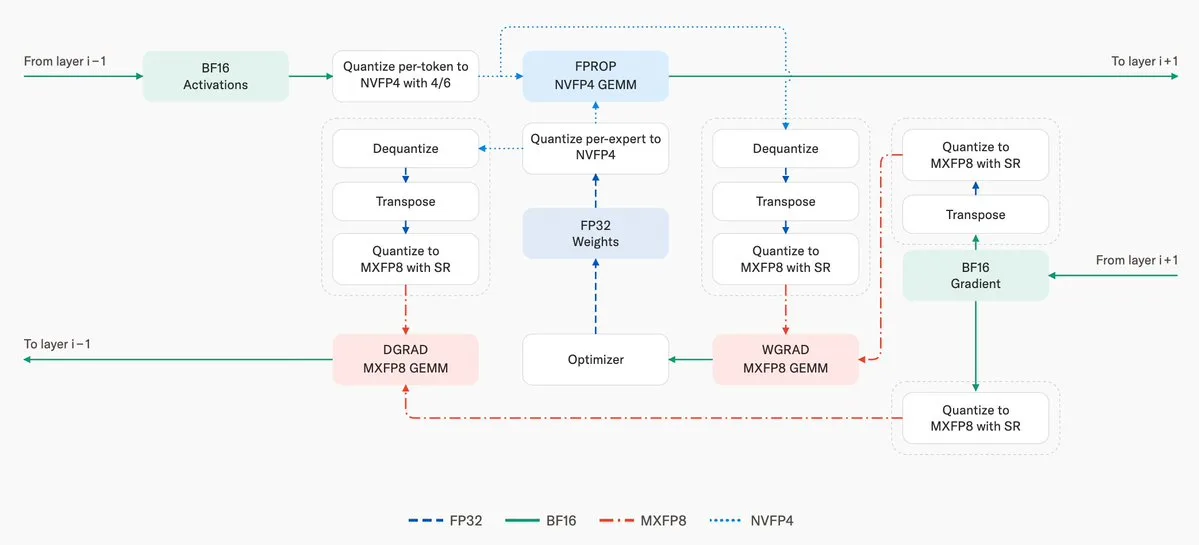 From layer i−1
BF16
Activations
Quantize per-token to
NVFP4 with 4/6
FPROP
NVFP4 GEMM
To layer i+1
Dequantize
Transpose
Quantize to
MXFP8 with SR
Quantize per-expert to
NVFP4
FP32
Weights
Dequantize
Transpose
Quantize to
MXFP8 with SR
Quantize to
MXFP8 with SR
Transpose
BF16
Gradient
From layer i+1
To layer i−1
DGRAD
MXFP8 GEMM
Optimizer
WGRAD
MXFP8 GEMM
Quantize to
MXFP8 with SR
FP32
BF16
MXFP8
NVFP4